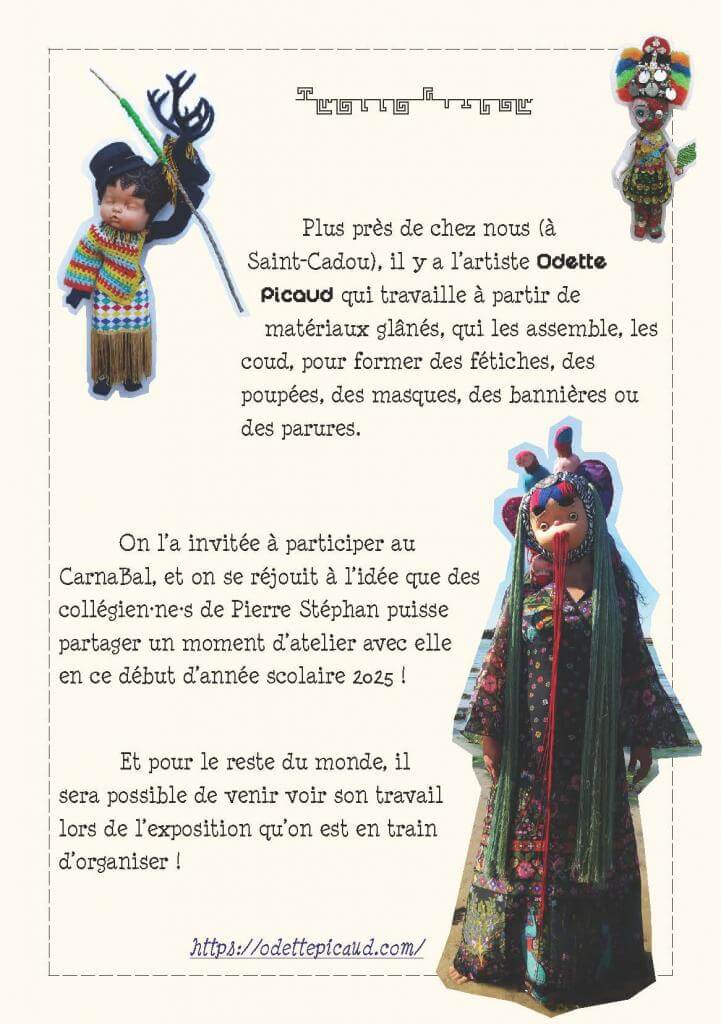 Plus près de chez nous (à
Saint-Cadou), il y a l'artiste Odette
Picaud qui travaille à partir de
matériaux glânés, qui les assemble, les
coud, pour former des fétiches, des
poupées, des masques, des bannières ou
des parures.
On l'a invitée à participer au
CarnaBal, et on se réjouit à l'idée que des
collégien·ne·s de Pierre Stéphan puisse
partager un moment d'atelier avec elle
en ce début d'année scolaire 2025 !
Et pour le reste du monde, il
sera possible de venir voir son travail
lors de l'exposition qu'on est en train
d'organiser !
https://odettepicaud.com/